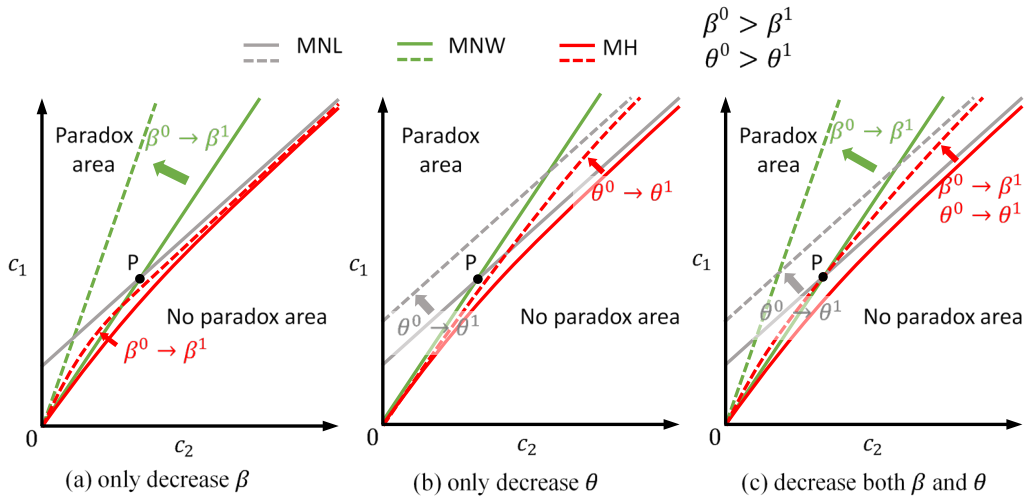 MNL MNW MH
β⁰ > β¹
θ⁰ > θ¹
Paradox area
β⁰ → β¹
c₁
P
No paradox area
β⁰ → β¹
0
c₂
(a) only decrease β
Paradox area
θ⁰ → θ¹
c₁
P
No paradox area
θ⁰ → θ¹
0
c₂
(b) only decrease θ
Paradox area
β⁰ → β¹
β⁰ → β¹
θ⁰ → θ¹
c₁
P
θ⁰ → θ¹
No paradox area
0
c₂
(c) decrease both β and θ